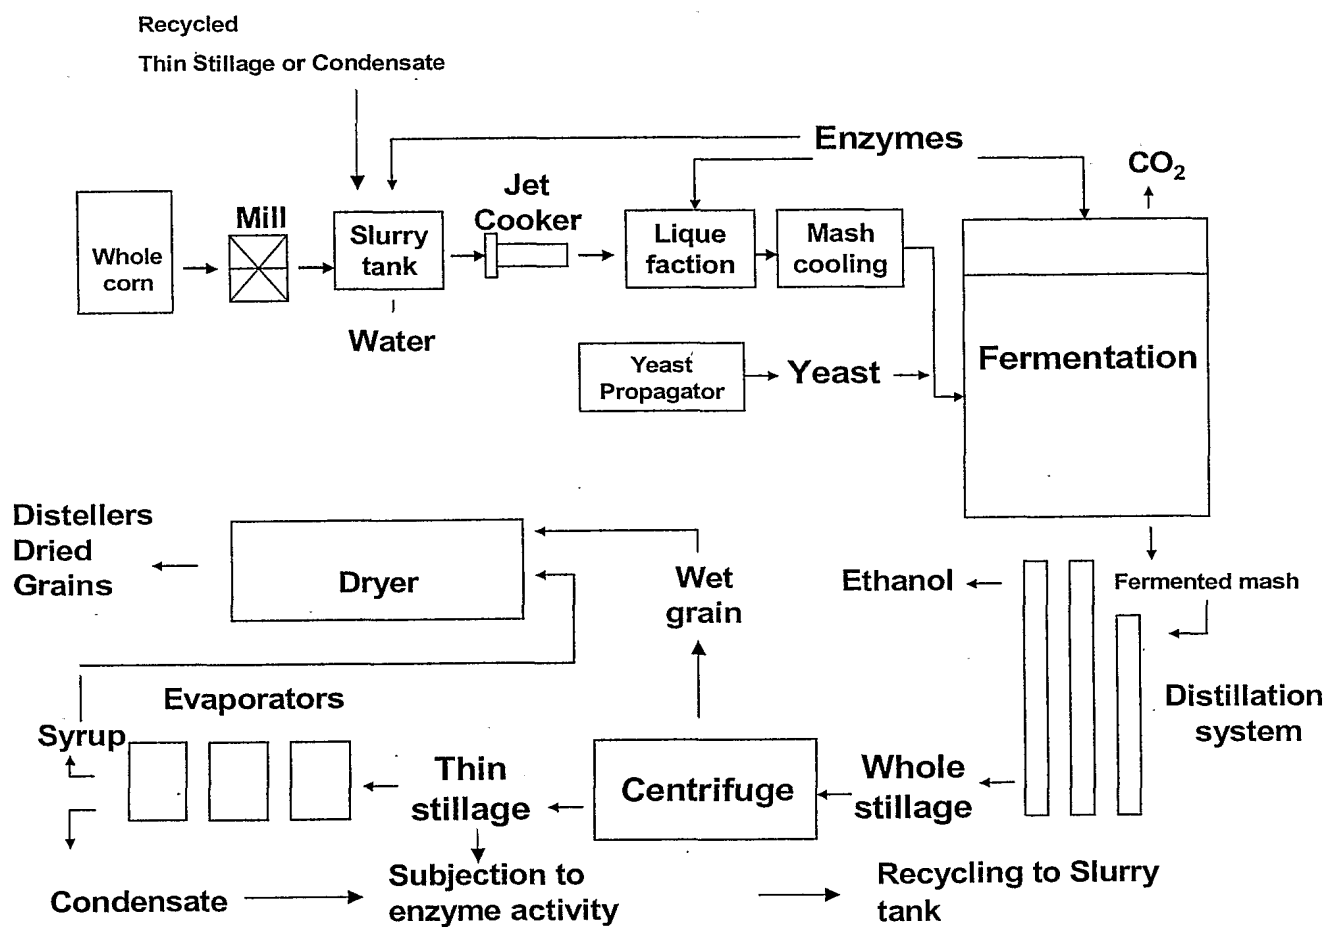 Recycled
Thin Stillage or Condensate
Enzymes
CO₂
Jet
Cooker
Mill
Whole
corn
Slurry
tank
Lique
faction
Mash
cooling
Water
Yeast
Propagator
Yeast
Fermentation
Distellers
Dried
Grains
Dryer
Wet
grain
Ethanol
Fermented mash
Evaporators
Distillation
system
Syrup
Thin
stillage
Centrifuge
Whole
stillage
Condensate
Subjection to
enzyme activity
Recycling to Slurry
tank